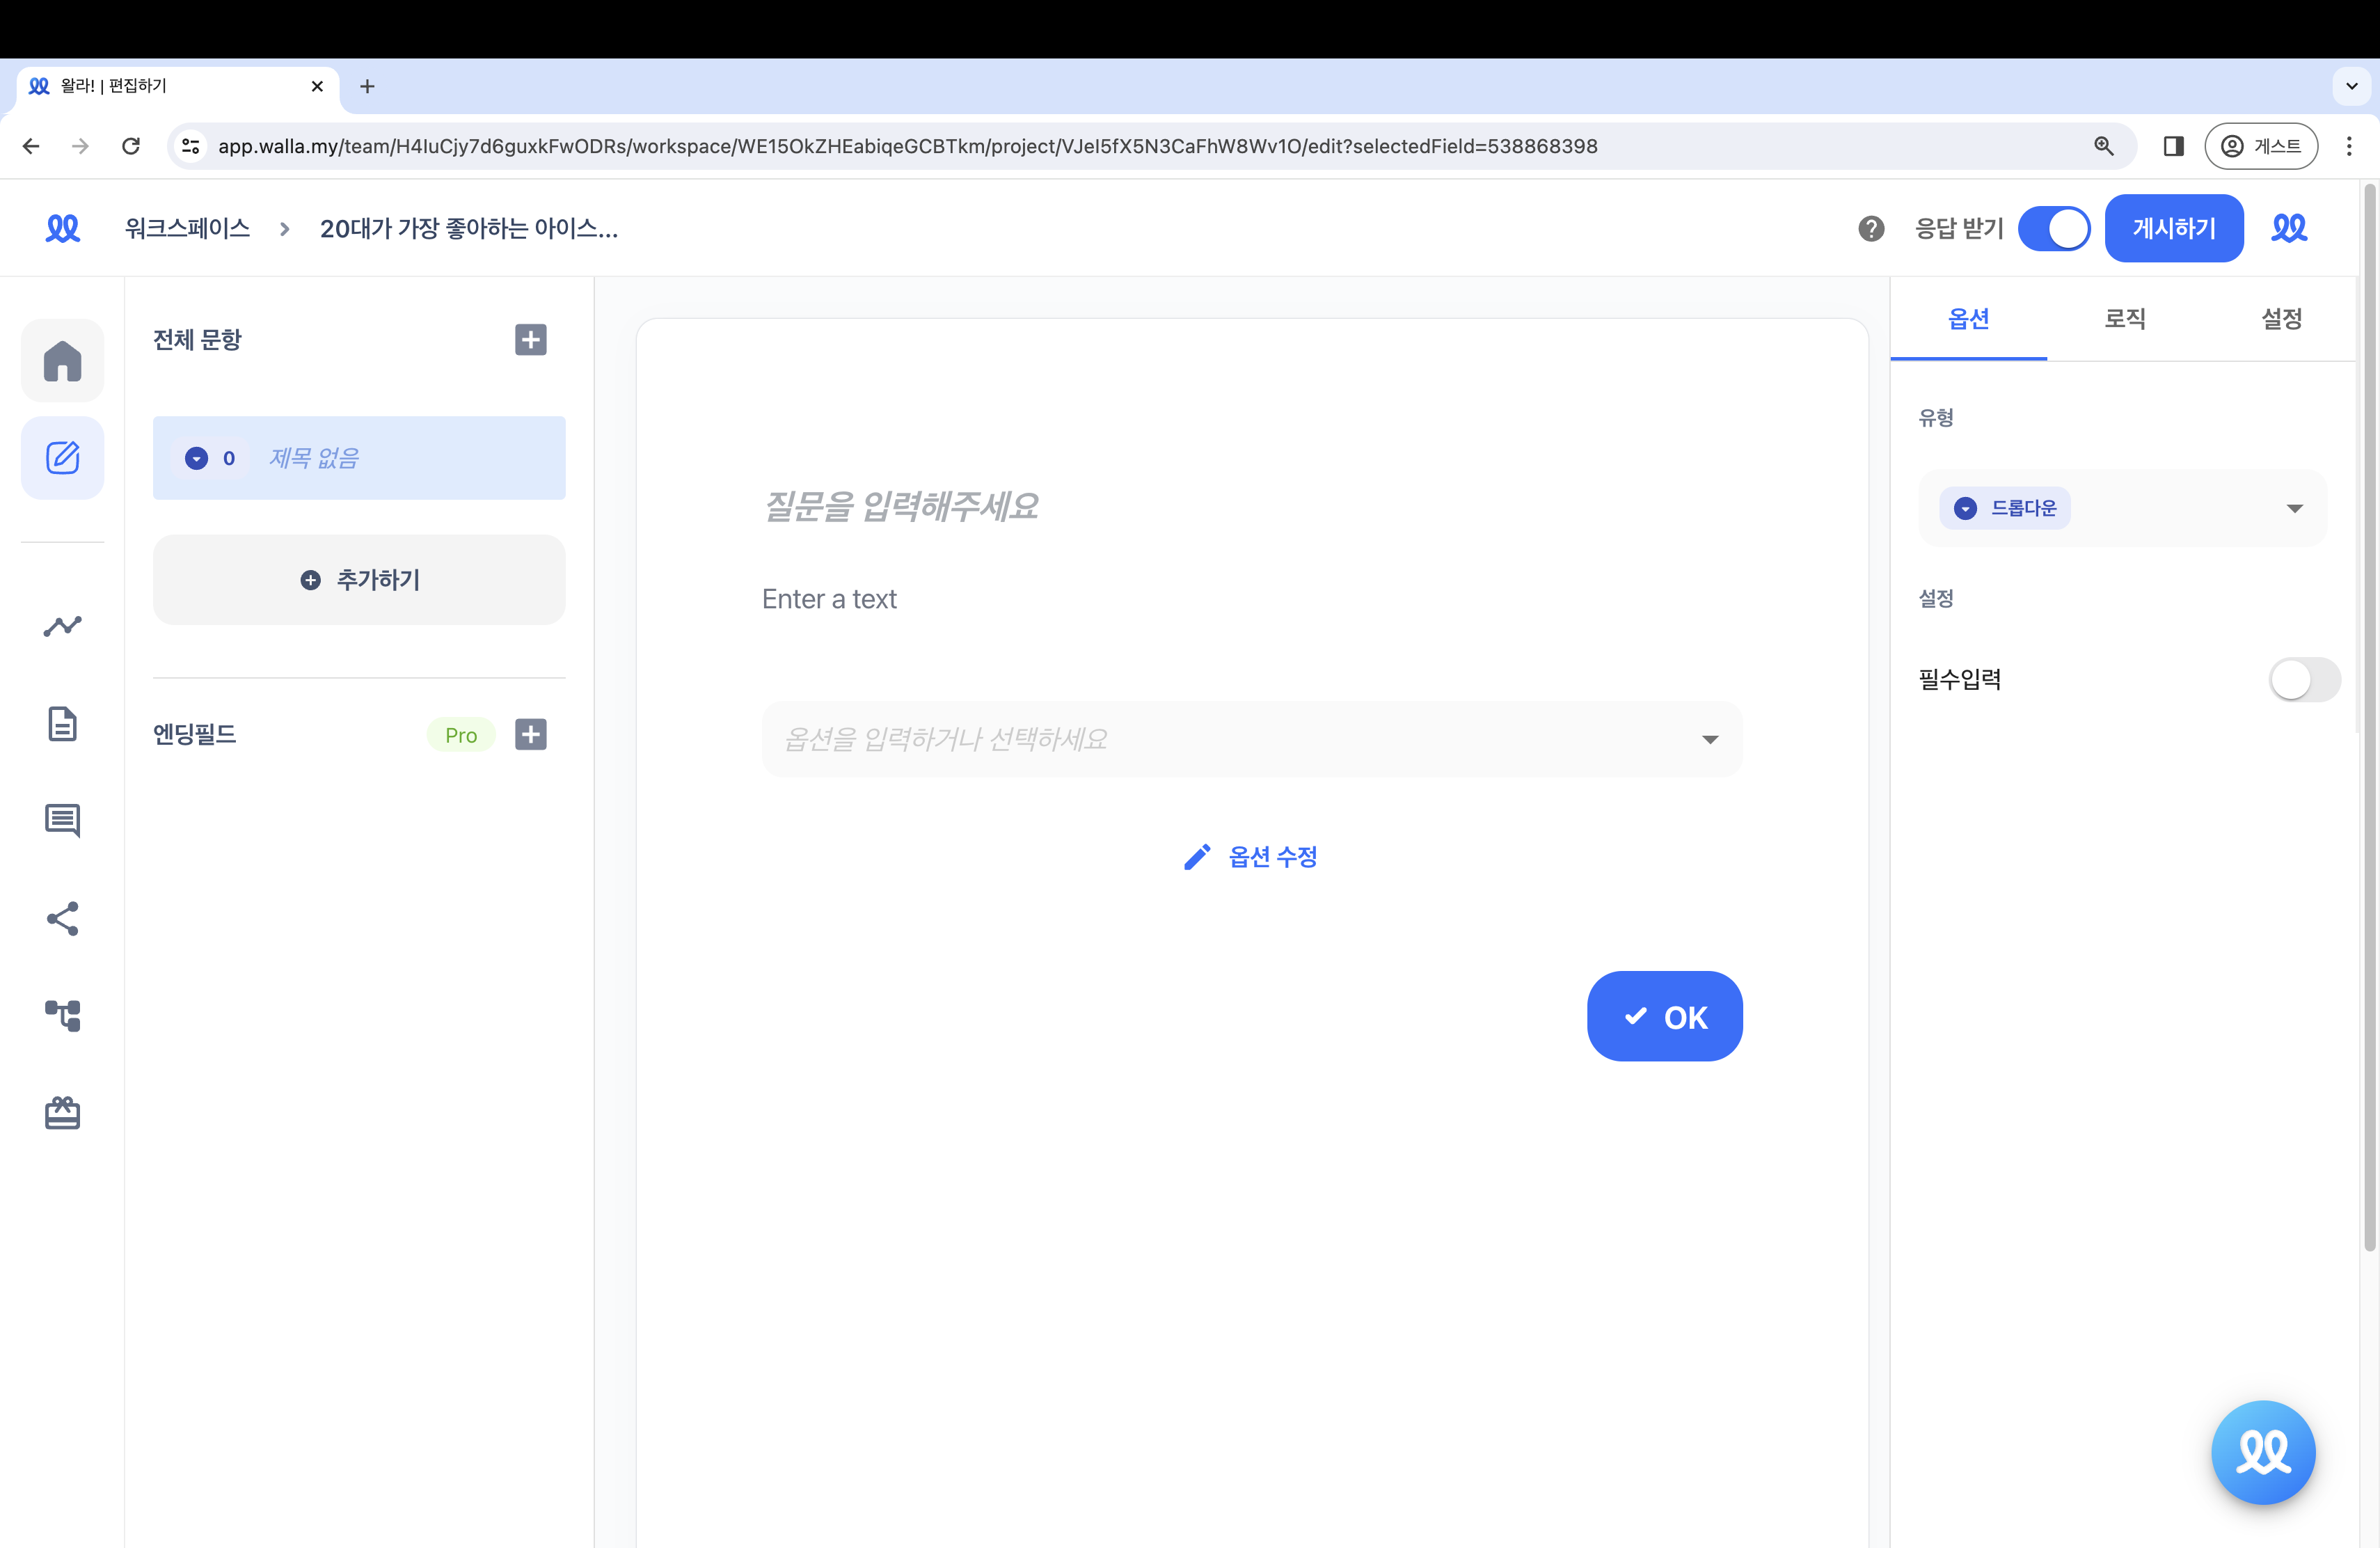 왈라! | 편집하기
app.walla.my/team/H4IuCjy7d6guxkFwODRs/workspace/WE15OkZHEabiqeGCBTkm/project/VJeI5fX5N3CaFhW8Wv1O/edit?selectedField=538868398
게스트
워크스페이스 > 20대가 가장 좋아하는 아이스...
응답 받기
게시하기
전체 문항
0 제목 없음
추가하기
엔딩필드 Pro
질문을 입력해주세요
Enter a text
옵션을 입력하거나 선택하세요
옵션 수정
OK
옵션 로직 설정
유형
드롭다운
설정
필수입력